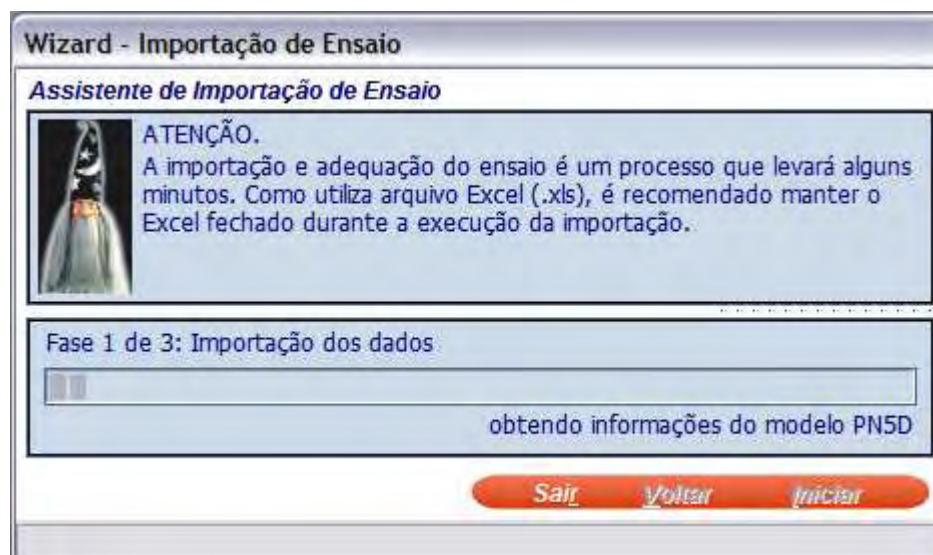 Wizard - Importação de Ensaio
Assistente de Importação de Ensaio
ATENÇÃO.
A importação e adequação do ensaio é um processo que levará alguns
minutos. Como utiliza arquivo Excel (.xls), é recomendado manter o
Excel fechado durante a execução da importação.
Fase 1 de 3: Importação dos dados
obtendo informações do modelo PN5D
Sair Voltar Iniciar